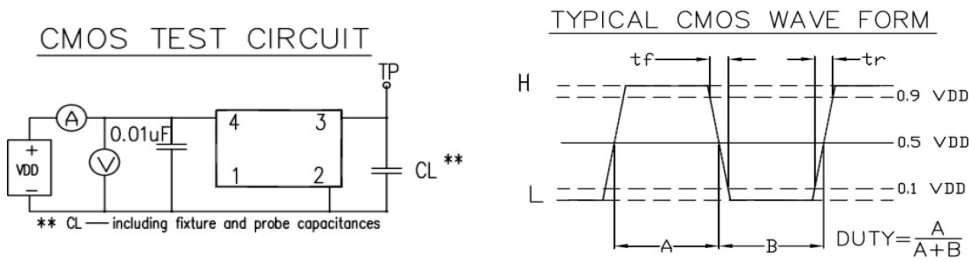 CMOS TEST CIRCUIT
TP
A
0.01uF
4 3
+
VDD
−
V
1 2
CL **
** CL — including fixture and probe capacitances
TYPICAL CMOS WAVE FORM
tf tr
H
0.9 VDD
0.5 VDD
0.1 VDD
L
A B
DUTY=A/A+B